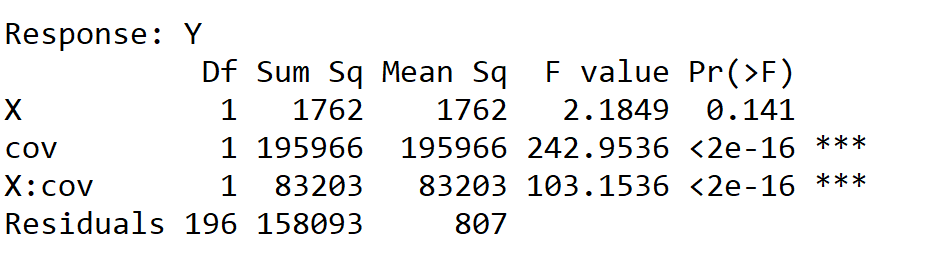 Response: Y
           Df Sum Sq Mean Sq  F value Pr(>F)
X           1   1762    1762   2.1849  0.141
cov         1 195966  195966 242.9536 <2e-16 ***
X:cov       1  83203   83203 103.1536 <2e-16 ***
Residuals 196 158093     807